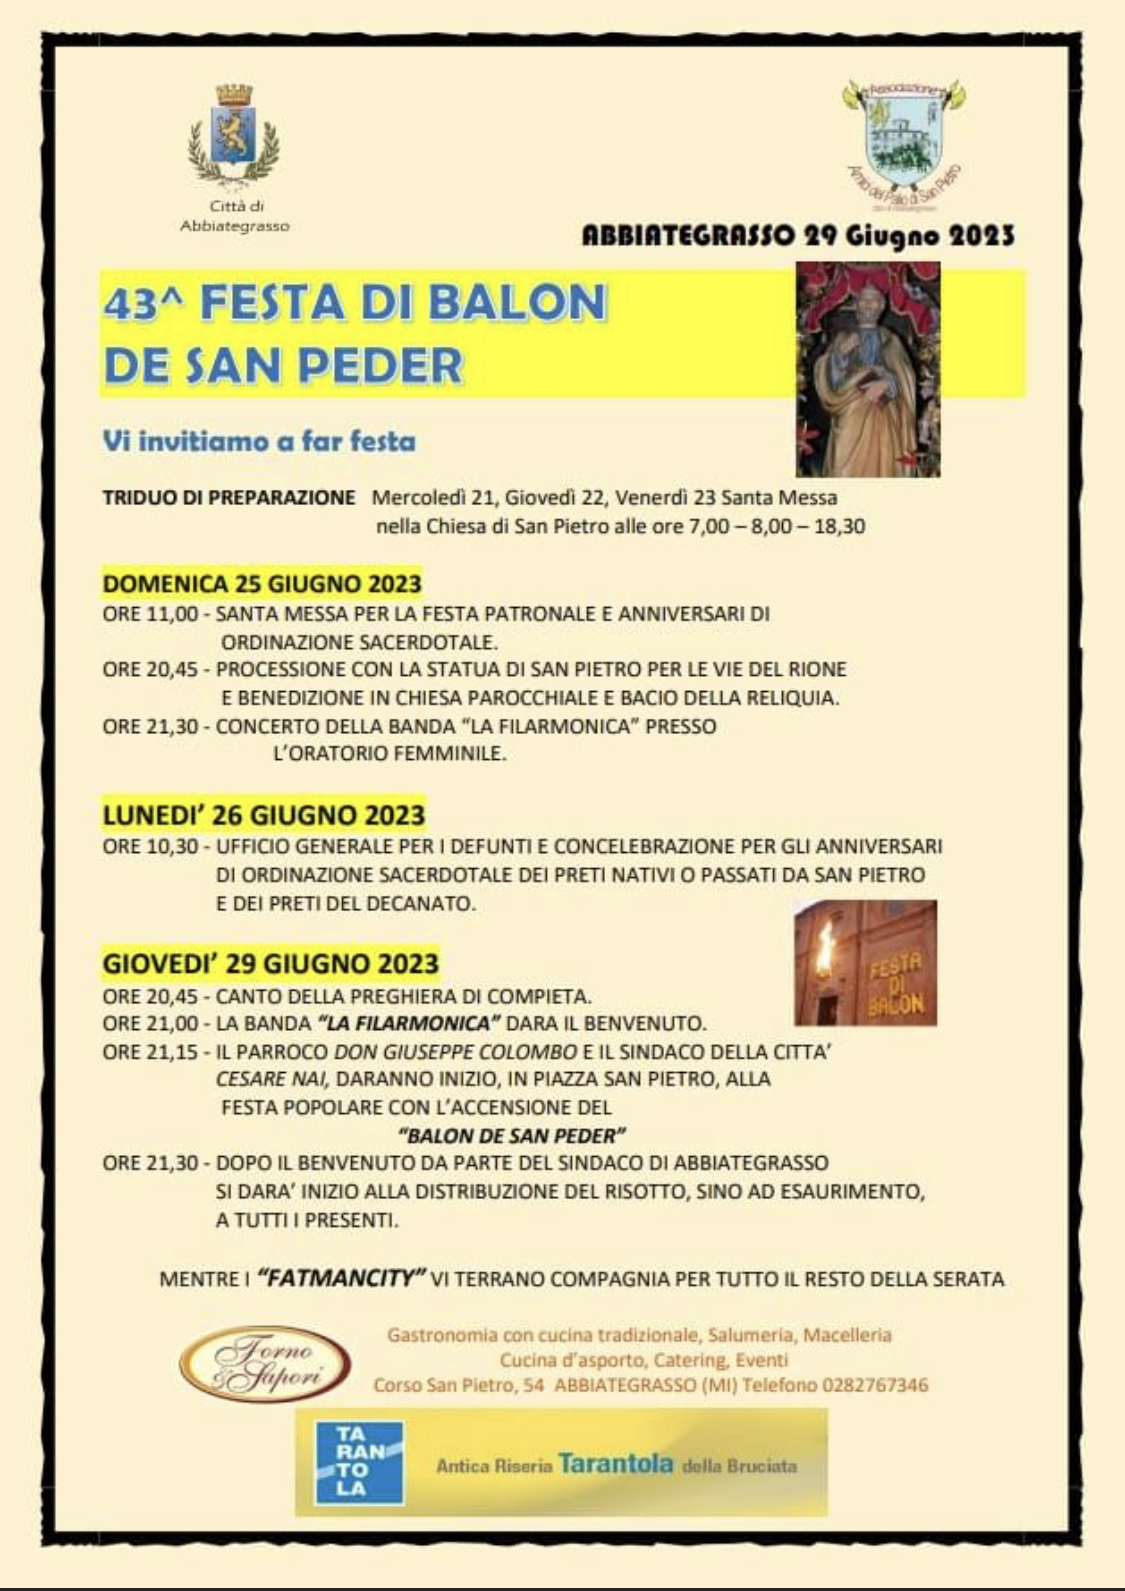 Città di
Abbiategrasso
Associazione
Amici del Palio di San Pietro
ABBIATEGRASSO 29 Giugno 2023
43^ FESTA DI BALON
DE SAN PEDER
Vi invitiamo a far festa
TRIDUO DI PREPARAZIONE Mercoledì 21, Giovedì 22, Venerdì 23 Santa Messa
nella Chiesa di San Pietro alle ore 7,00 – 8,00 – 18,30
DOMENICA 25 GIUGNO 2023
ORE 11,00 - SANTA MESSA PER LA FESTA PATRONALE E ANNIVERSARI DI
ORDINAZIONE SACERDOTALE.
ORE 20,45 - PROCESSIONE CON LA STATUA DI SAN PIETRO PER LE VIE DEL RIONE
E BENEDIZIONE IN CHIESA PAROCCHIALE E BACIO DELLA RELIQUIA.
ORE 21,30 - CONCERTO DELLA BANDA “LA FILARMONICA” PRESSO
L’ORATORIO FEMMINILE.
LUNEDI’ 26 GIUGNO 2023
ORE 10,30 - UFFICIO GENERALE PER I DEFUNTI E CONCELEBRAZIONE PER GLI ANNIVERSARI
DI ORDINAZIONE SACERDOTALE DEI PRETI NATIVI O PASSATI DA SAN PIETRO
E DEI PRETI DEL DECANATO.
FESTA
DI
BALON
GIOVEDI’ 29 GIUGNO 2023
ORE 20,45 - CANTO DELLA PREGHIERA DI COMPIETA.
ORE 21,00 - LA BANDA “LA FILARMONICA” DARA IL BENVENUTO.
ORE 21,15 - IL PARROCO DON GIUSEPPE COLOMBO E IL SINDACO DELLA CITTA’
CESARE NAI, DARANNO INIZIO, IN PIAZZA SAN PIETRO, ALLA
FESTA POPOLARE CON L’ACCENSIONE DEL
“BALON DE SAN PEDER”
ORE 21,30 - DOPO IL BENVENUTO DA PARTE DEL SINDACO DI ABBIATEGRASSO
SI DARA’ INIZIO ALLA DISTRIBUZIONE DEL RISOTTO, SINO AD ESAURIMENTO,
A TUTTI I PRESENTI.
MENTRE I “FATMANCITY” VI TERRANO COMPAGNIA PER TUTTO IL RESTO DELLA SERATA
Forno
& Sapori
Gastronomia con cucina tradizionale, Salumeria, Macelleria
Cucina d’asporto, Catering, Eventi
Corso San Pietro, 54 ABBIATEGRASSO (MI) Telefono 0282767346
TA
RAN
TO
LA
Antica Riseria Tarantola della Bruciata